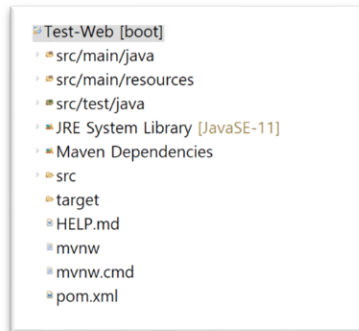 Test-Web [boot]
src/main/java
src/main/resources
src/test/java
JRE System Library [JavaSE-11]
Maven Dependencies
src
target
HELP.md
mvnw
mvnw.cmd
pom.xml